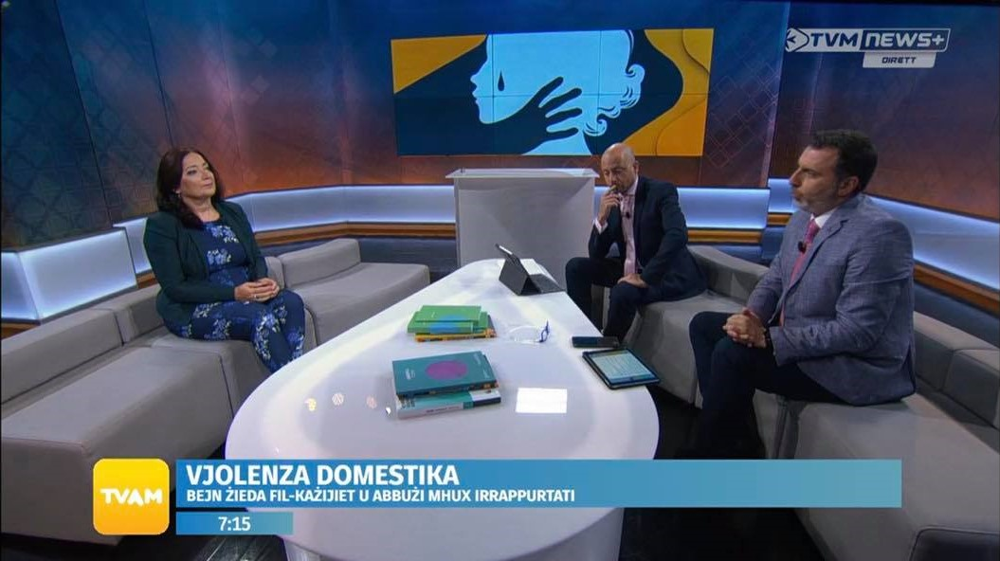 TVM NEWS+
DIRETT
VJOLENZA DOMESTIKA
BEJN ŻIEDA FIL-KAŻIJIET U ABBUŻI MHUX IRRAPPURTATI
TVAM
7:15